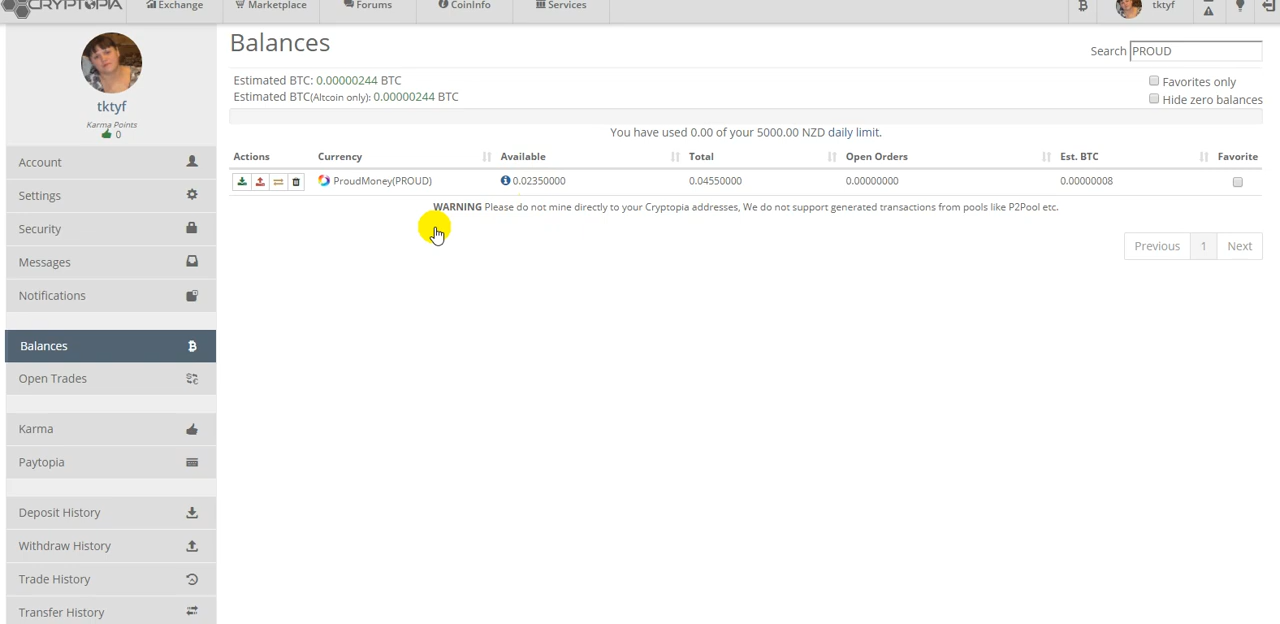 CRYPTOPIA
Exchange
Marketplace
Forums
CoinInfo
Services
tktyf
tktyf
Karma Points
0
Account
Settings
Security
Messages
Notifications
Balances
Open Trades
Karma
Paytopia
Deposit History
Withdraw History
Trade History
Transfer History
Balances
Search PROUD
Estimated BTC: 0.00000244 BTC
Estimated BTC(Altcoin only): 0.00000244 BTC
Favorites only
Hide zero balances
You have used 0.00 of your 5000.00 NZD daily limit.
Actions Currency Available Total Open Orders Est. BTC Favorite
ProudMoney(PROUD) 0.02350000 0.04550000 0.00000000 0.00000008
WARNING Please do not mine directly to your Cryptopia addresses, We do not support generated transactions from pools like P2Pool etc.
Previous 1 Next